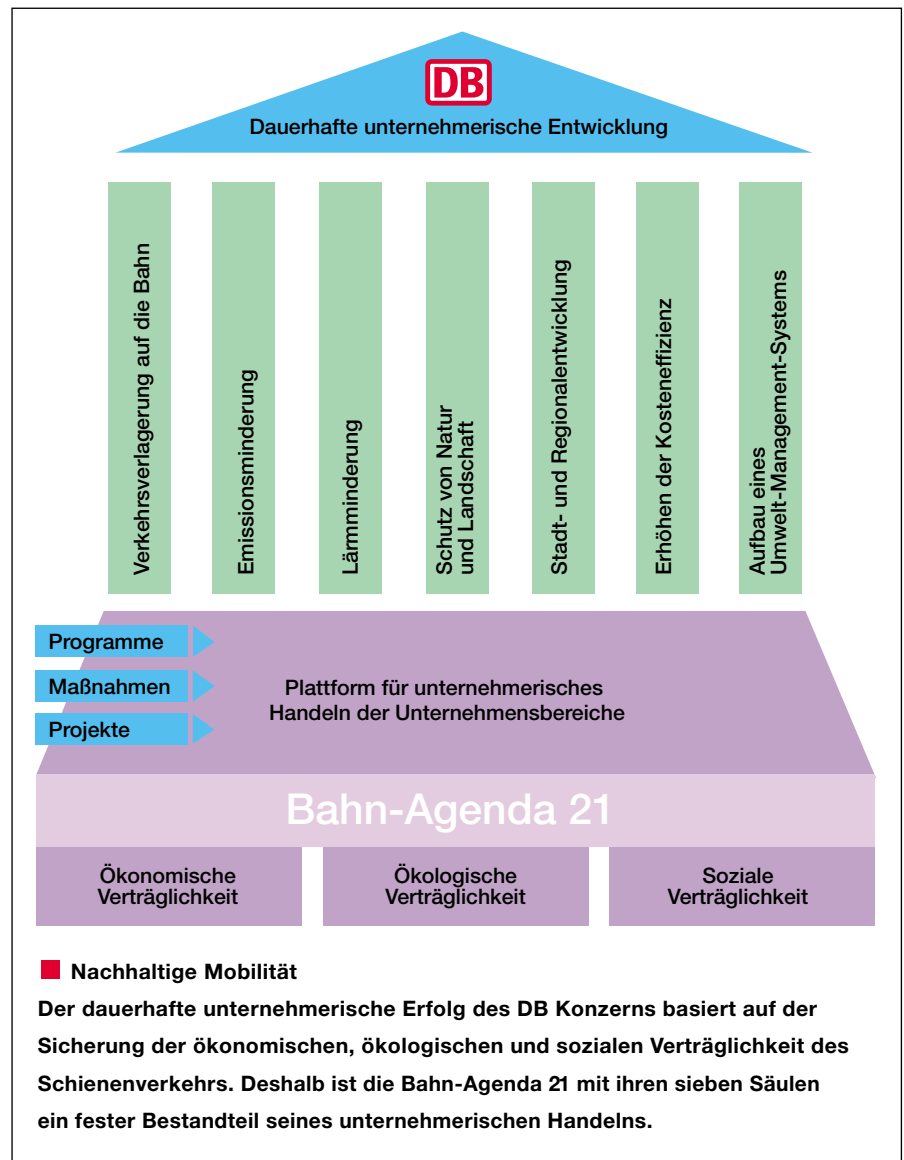 DB
Dauerhafte unternehmerische Entwicklung
Verkehrsverlagerung auf die Bahn
Emissionsminderung
Lärmminderung
Schutz von Natur
und Landschaft
Stadt- und Regionalentwicklung
Erhöhen der Kosteneffizienz
Aufbau eines
Umwelt-Management-Systems
Programme
Maßnahmen
Projekte
Plattform für unternehmerisches
Handeln der Unternehmensbereiche
Bahn-Agenda 21
Ökonomische
Verträglichkeit
Ökologische
Verträglichkeit
Soziale
Verträglichkeit
Nachhaltige Mobilität
Der dauerhafte unternehmerische Erfolg des DB Konzerns basiert auf der
Sicherung der ökonomischen, ökologischen und sozialen Verträglichkeit des
Schienenverkehrs. Deshalb ist die Bahn-Agenda 21 mit ihren sieben Säulen
ein fester Bestandteil seines unternehmerischen Handelns.